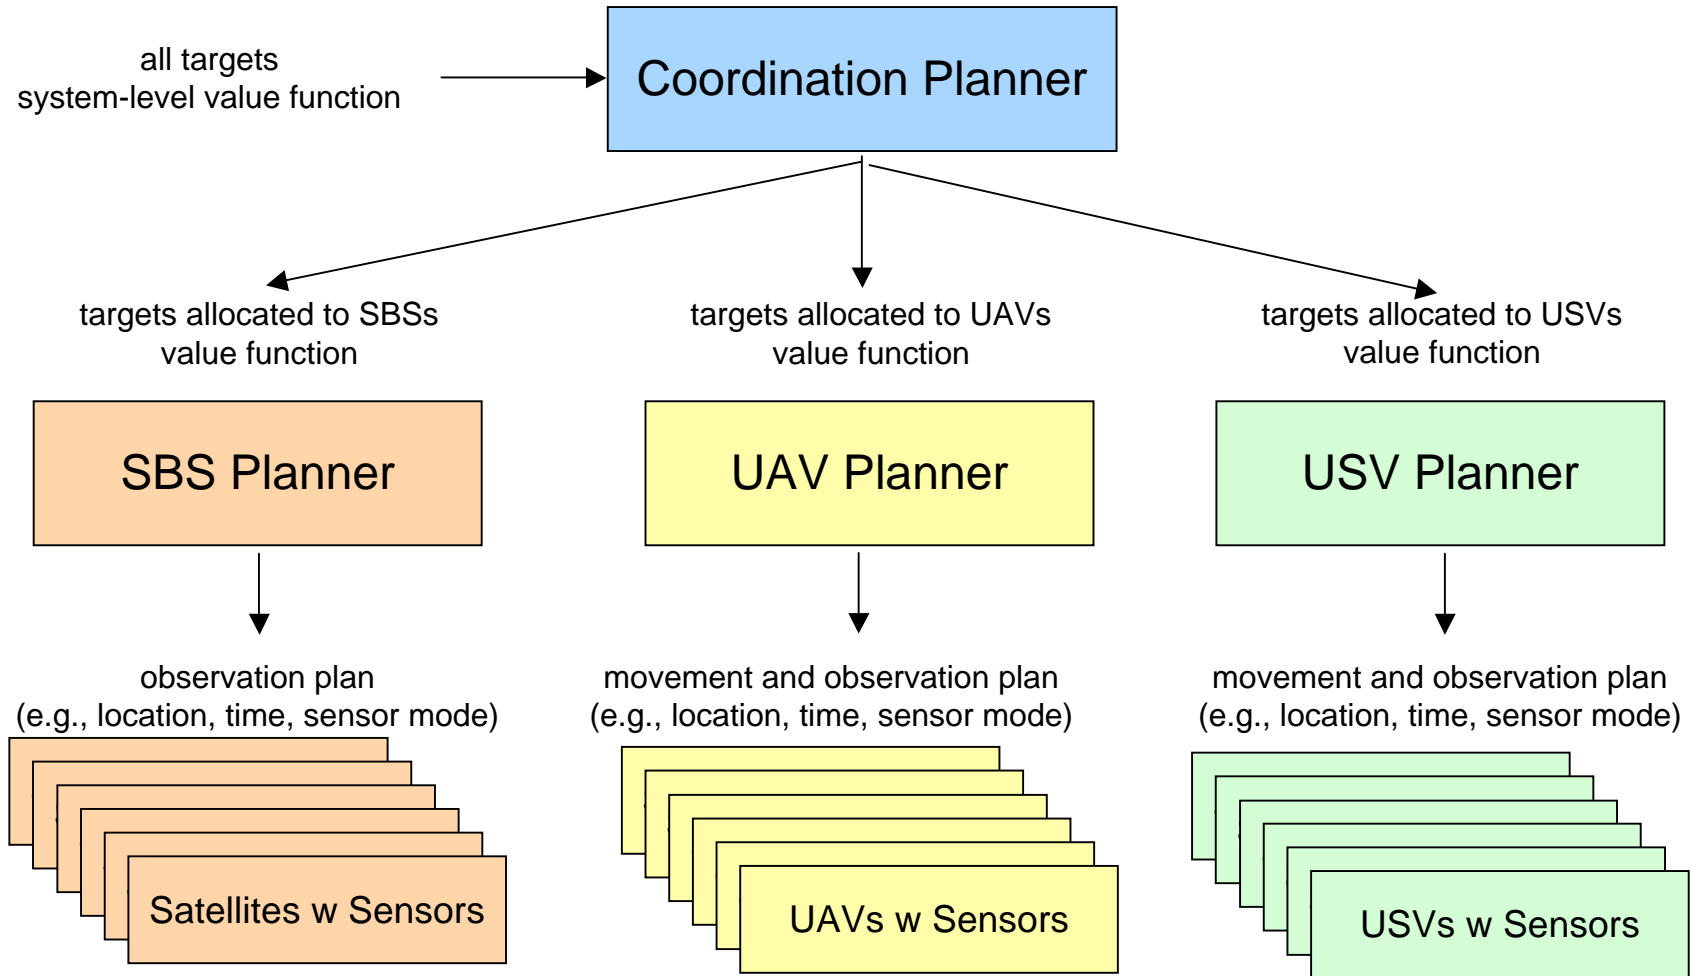 all targets
system-level value function
Coordination Planner
targets allocated to SBSs
value function
targets allocated to UAVs
value function
targets allocated to USVs
value function
SBS Planner
UAV Planner
USV Planner
observation plan
(e.g., location, time, sensor mode)
movement and observation plan
(e.g., location, time, sensor mode)
movement and observation plan
(e.g., location, time, sensor mode)
Satellites w Sensors
UAVs w Sensors
USVs w Sensors